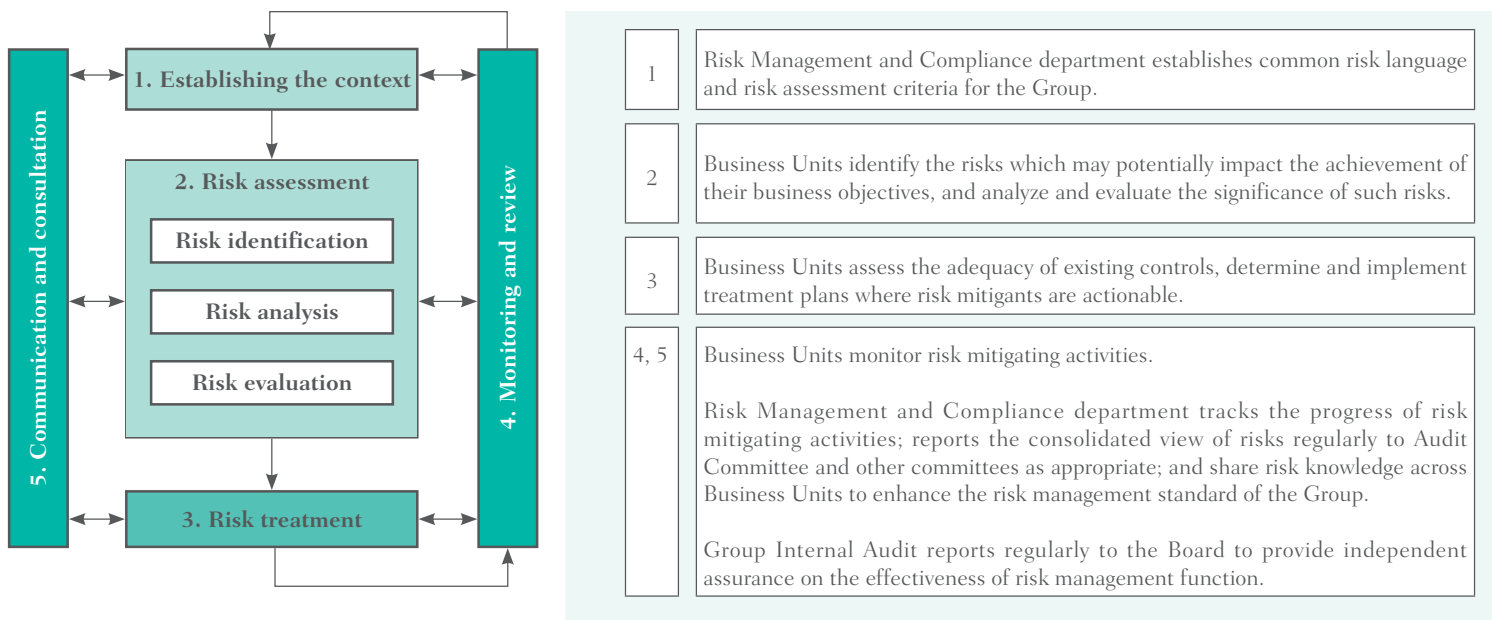 5. Communication and consultation
1. Establishing the context
2. Risk assessment
Risk identification
Risk analysis
Risk evaluation
3. Risk treatment
4. Monitoring and review
1
Risk Management and Compliance department establishes common risk language
and risk assessment criteria for the Group.
2
Business Units identify the risks which may potentially impact the achievement of
their business objectives, and analyze and evaluate the significance of such risks.
3
Business Units assess the adequacy of existing controls, determine and implement
treatment plans where risk mitigants are actionable.
4, 5
Business Units monitor risk mitigating activities.
Risk Management and Compliance department tracks the progress of risk
mitigating activities; reports the consolidated view of risks regularly to Audit
Committee and other committees as appropriate; and share risk knowledge across
Business Units to enhance the risk management standard of the Group.
Group Internal Audit reports regularly to the Board to provide independent
assurance on the effectiveness of risk management function.